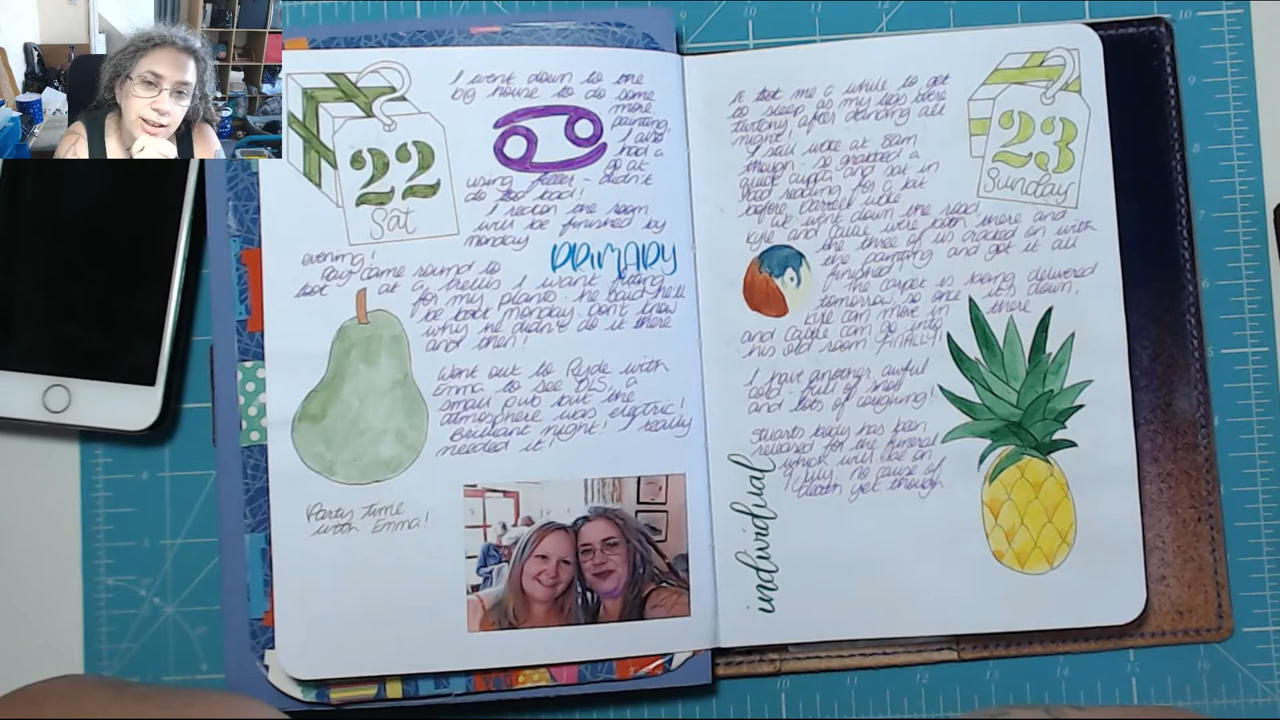 22
Sat
I went down to the
big house to do some
more
painting,
I also
had a
go at
using filler - didn't
do too bad!
I reckon the room
will be finished by
monday
evening!
PRIMARY
Ray came round to
look at a trellis I want fitting
for my plants. He said he'll
be back monday. Don't know
why he didn't do it there
and then!
Went out to Ryde with
Emma to see DLS, a
small pub but the
atmosphere was electric!
Brilliant night! I really
needed it!
Party time
with Emma!
23
Sunday
It took me a while to get
to sleep as my legs were
after dancing all
night!
I still woke at 8am
though - so grabbed a
quick cuppa and sat in
bed reading for a bit
before woke
We went down the road,
Kyle and were both there and
the three of us cracked on with
the painting and got it all
finished
The carpet is being delivered
tomorrow, so once it's down,
Kyle can move in there
and can go into
his old room FINALLY!
I have another awful
cold - full of snot
and lots of coughing!
Stuarts body has been
released for the funeral
which will be on
July. no cause of
death yet though
individual